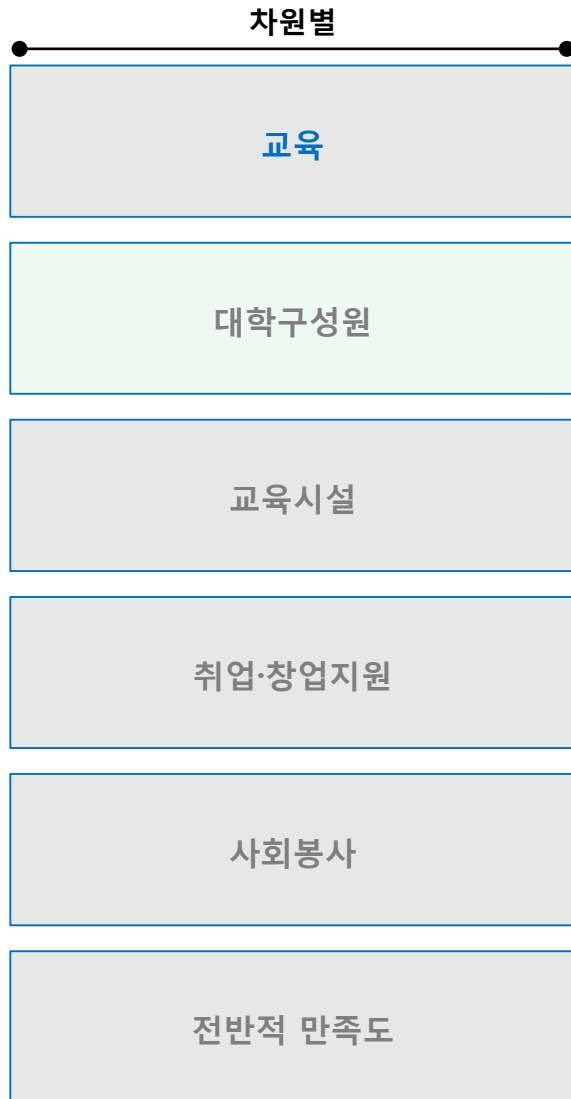 차원별
교육
대학구성원
교육시설
취업·창업지원
사회봉사
전반적 만족도